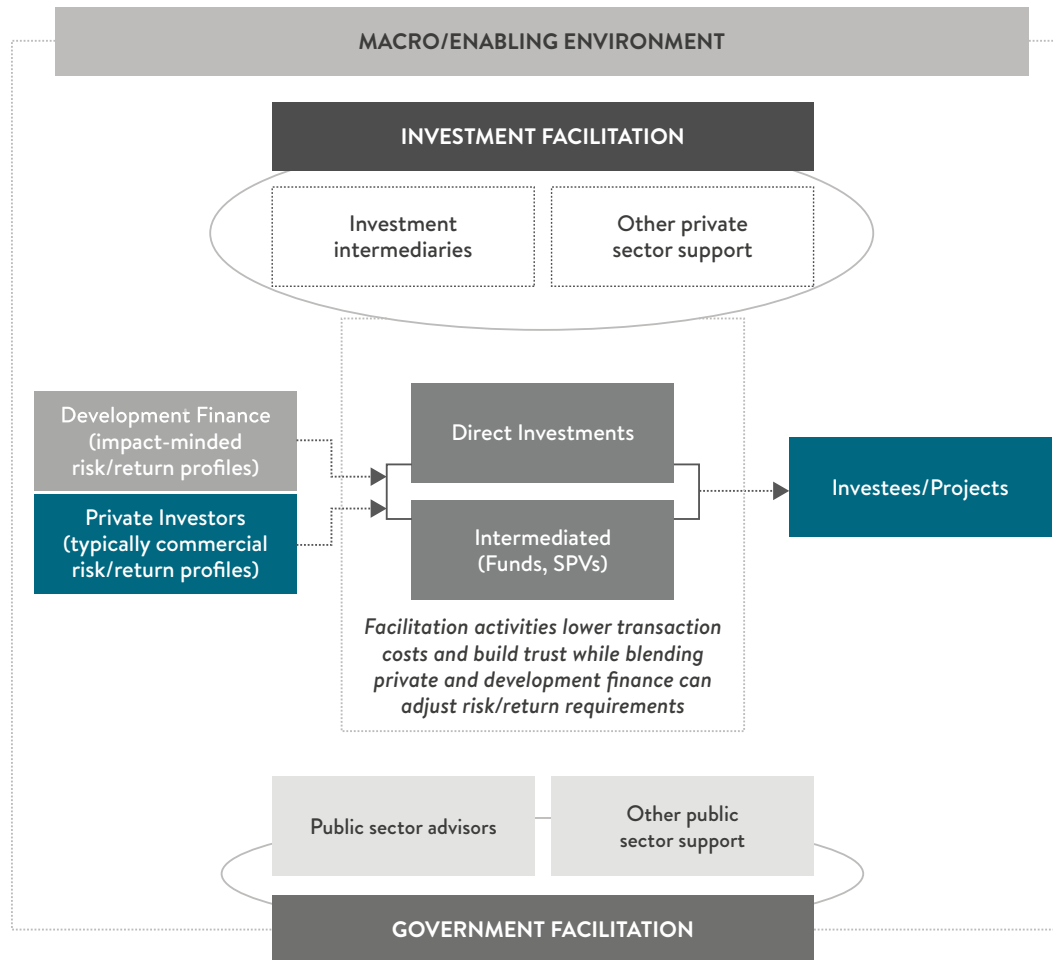 MACRO/ENABLING ENVIRONMENT
INVESTMENT FACILITATION
Investment
intermediaries
Other private
sector support
Development Finance
(impact-minded
risk/return profiles)
Private Investors
(typically commercial
risk/return profiles)
Direct Investments
Intermediated
(Funds, SPVs)
Investees/Projects
Facilitation activities lower transaction
costs and build trust while blending
private and development finance can
adjust risk/return requirements
Public sector advisors
Other public
sector support
GOVERNMENT FACILITATION